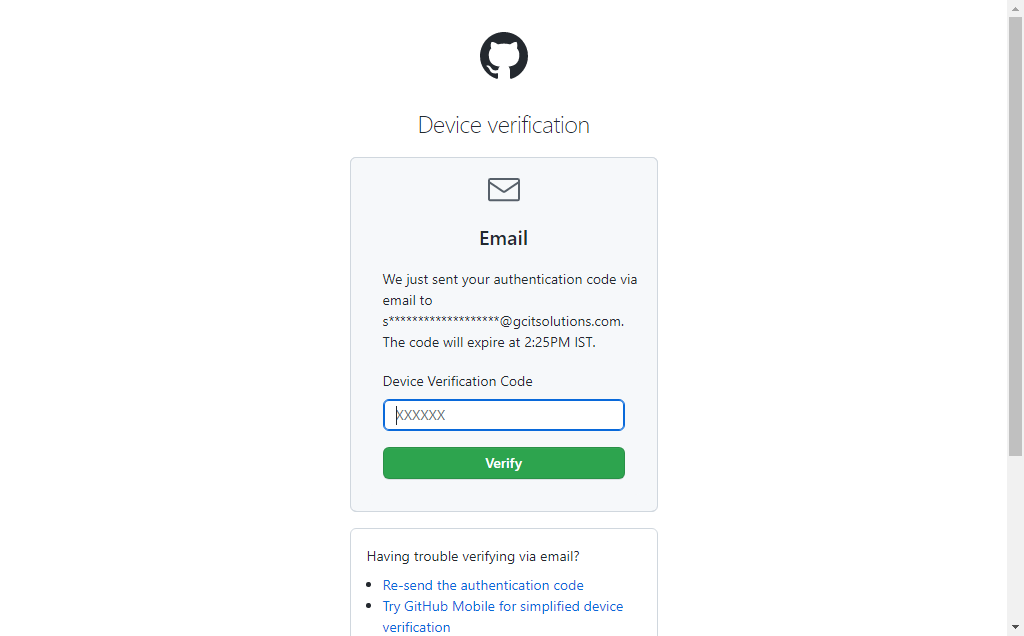 Device verification
Email
We just sent your authentication code via
email to
s*******************@gcitsolutions.com.
The code will expire at 2:25PM IST.
Device Verification Code
XXXXXX
Verify
Having trouble verifying via email?
Re-send the authentication code
Try GitHub Mobile for simplified device
verification